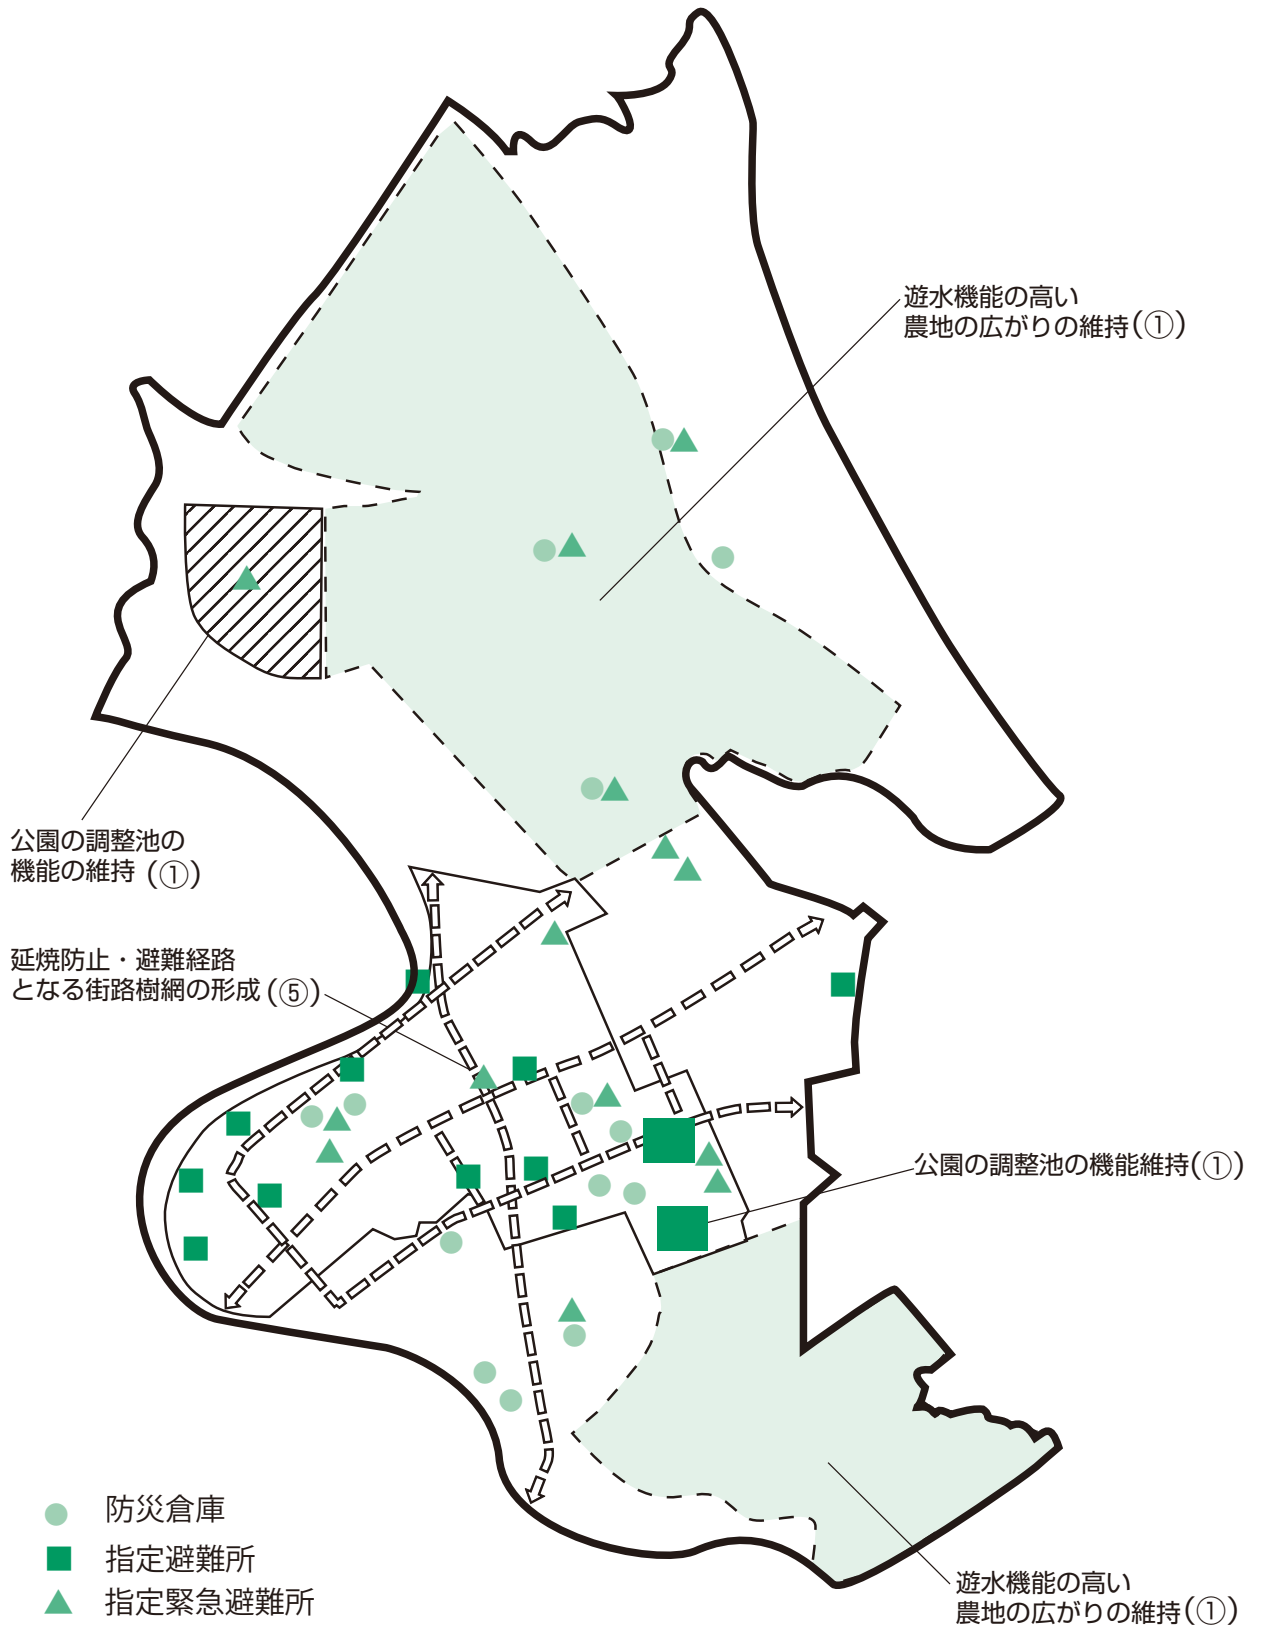 遊水機能の高い
農地の広がりの維持(①)
公園の調整池の
機能の維持 (①)
延焼防止・避難経路
となる街路樹網の形成(⑤)
公園の調整池の機能維持(①)
防災倉庫
指定避難所
指定緊急避難所
遊水機能の高い
農地の広がりの維持(①)